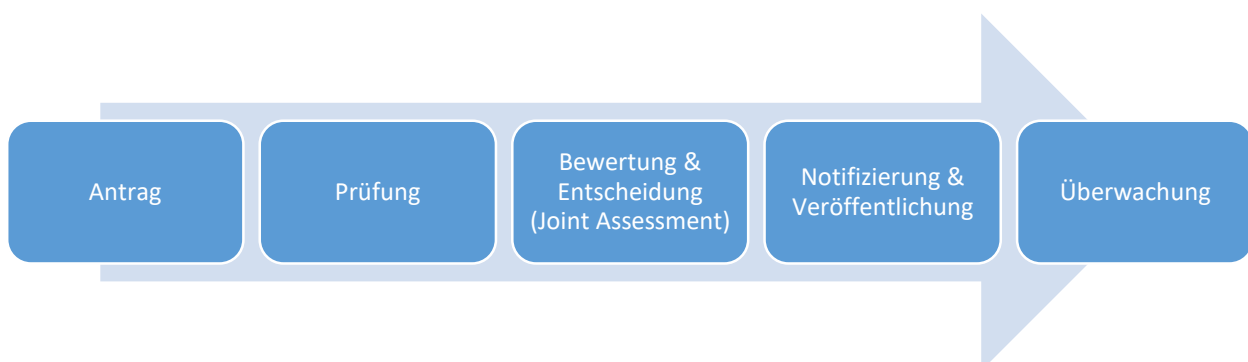 Antrag
Prüfung
Bewertung &
Entscheidung
(Joint Assessment)
Notifizierung &
Veröffentlichung
Überwachung